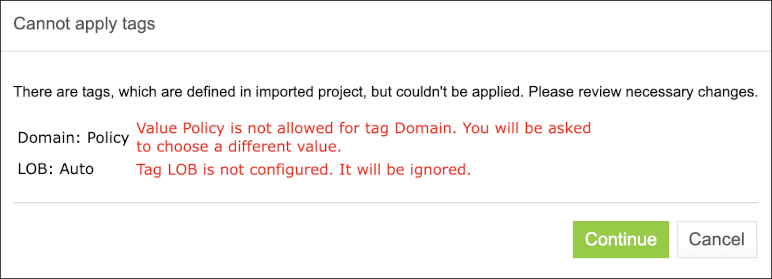 Cannot apply tags
There are tags, which are defined in imported project, but couldn't be applied. Please review necessary changes.
Domain: Policy Value Policy is not allowed for tag Domain. You will be asked
to choose a different value.
LOB: Auto Tag LOB is not configured. It will be ignored.
Continue Cancel